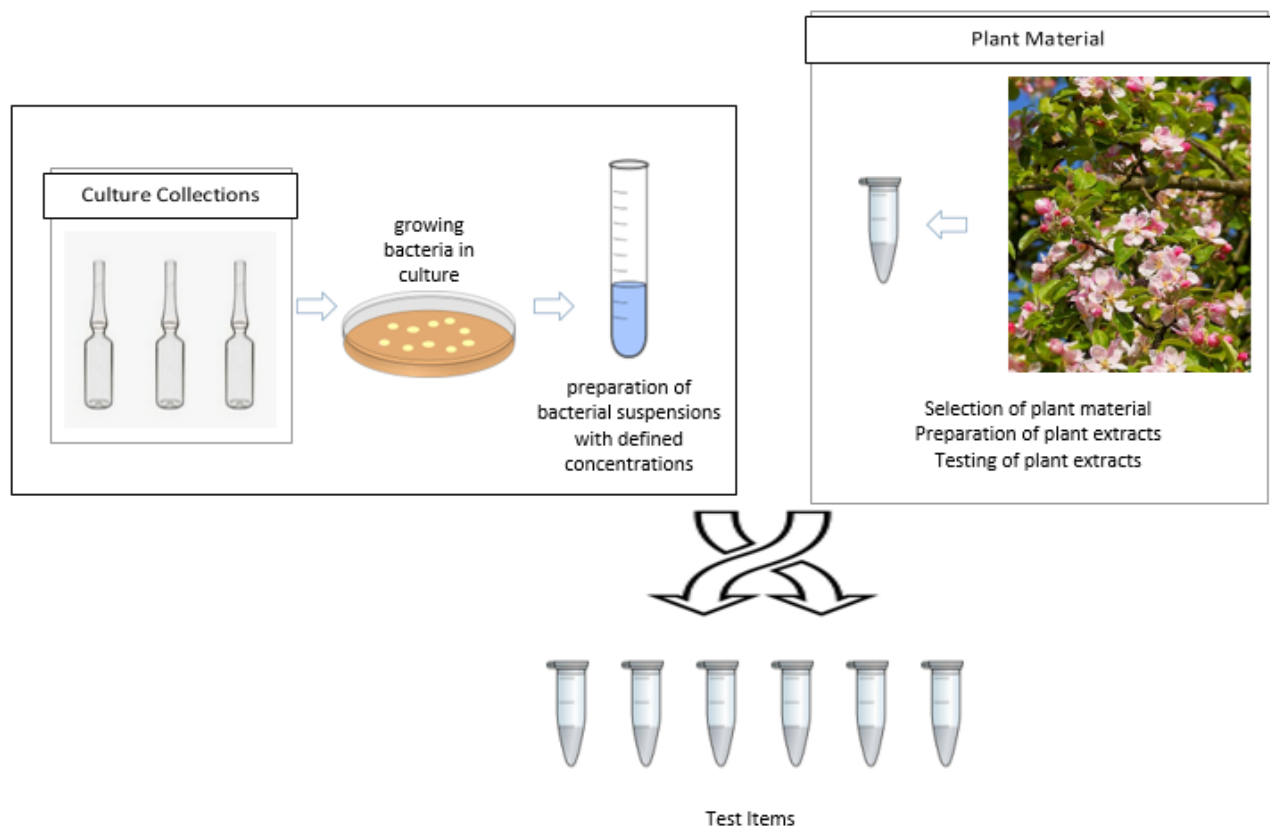 Plant Material
Culture Collections
growing
bacteria in
culture
preparation of
bacterial suspensions
with defined
concentrations
Selection of plant material
Preparation of plant extracts
Testing of plant extracts
Test Items